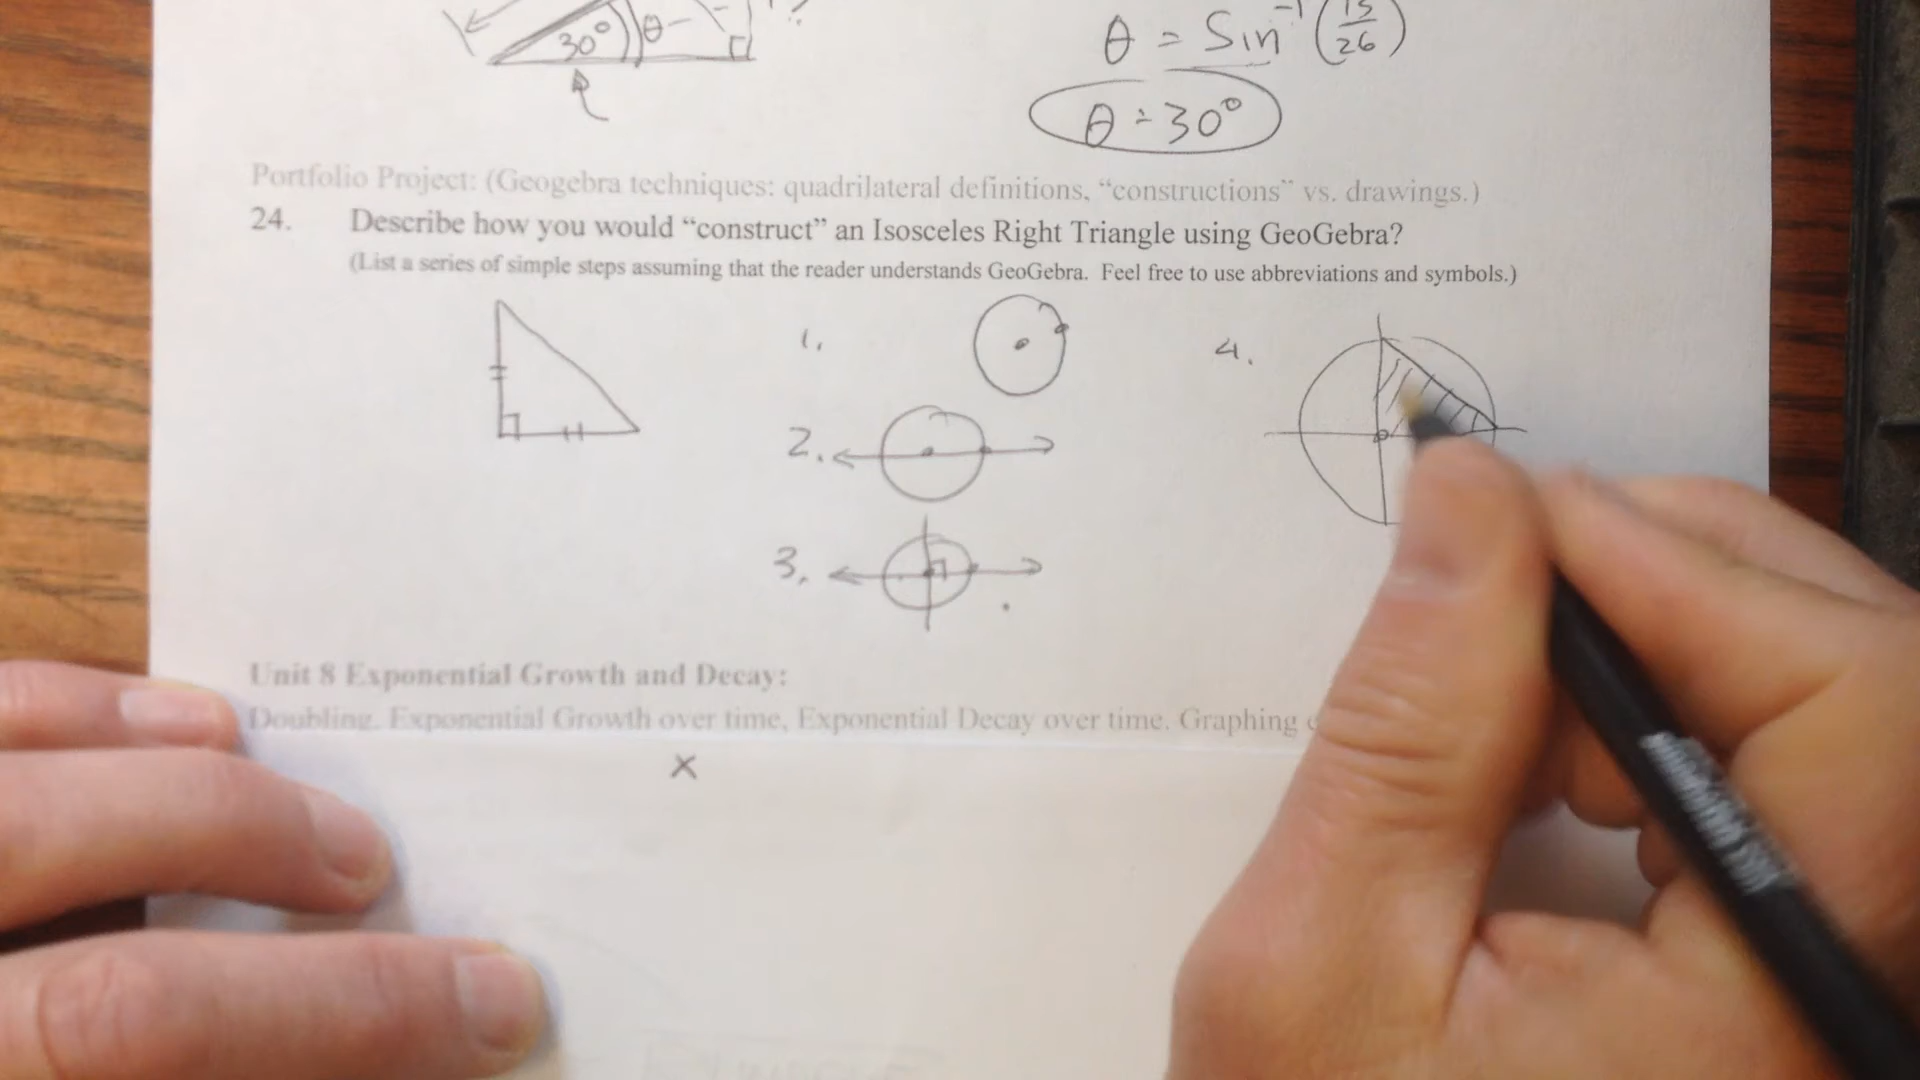 30° θ
θ = Sin⁻¹ (15/26)
θ = 30°
Portfolio Project: (Geogebra techniques: quadrilateral definitions, “constructions” vs. drawings.)
24. Describe how you would “construct” an Isosceles Right Triangle using GeoGebra?
(List a series of simple steps assuming that the reader understands GeoGebra. Feel free to use abbreviations and symbols.)
1.
2.
3.
4.
Unit 8 Exponential Growth and Decay:
Doubling. Exponential Growth over time, Exponential Decay over time. Graphing
x